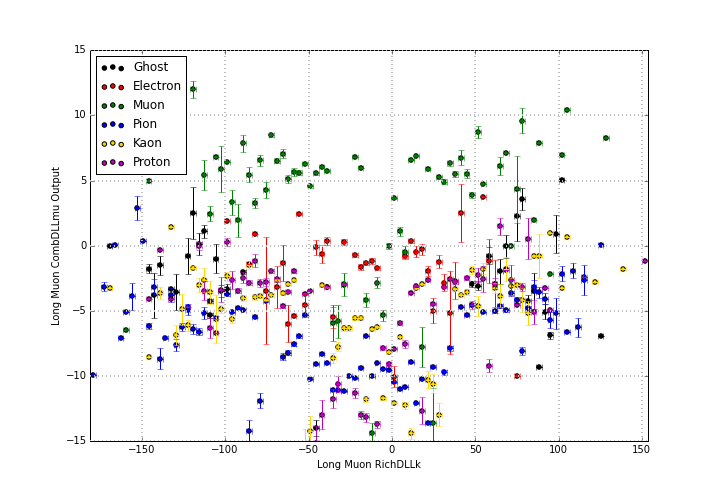 15
10
5
0
−5
−10
−15
Long Muon CombDLLmu Output
Ghost
Electron
Muon
Pion
Kaon
Proton
−150 −100 −50 0 50 100 150
Long Muon RichDLLk